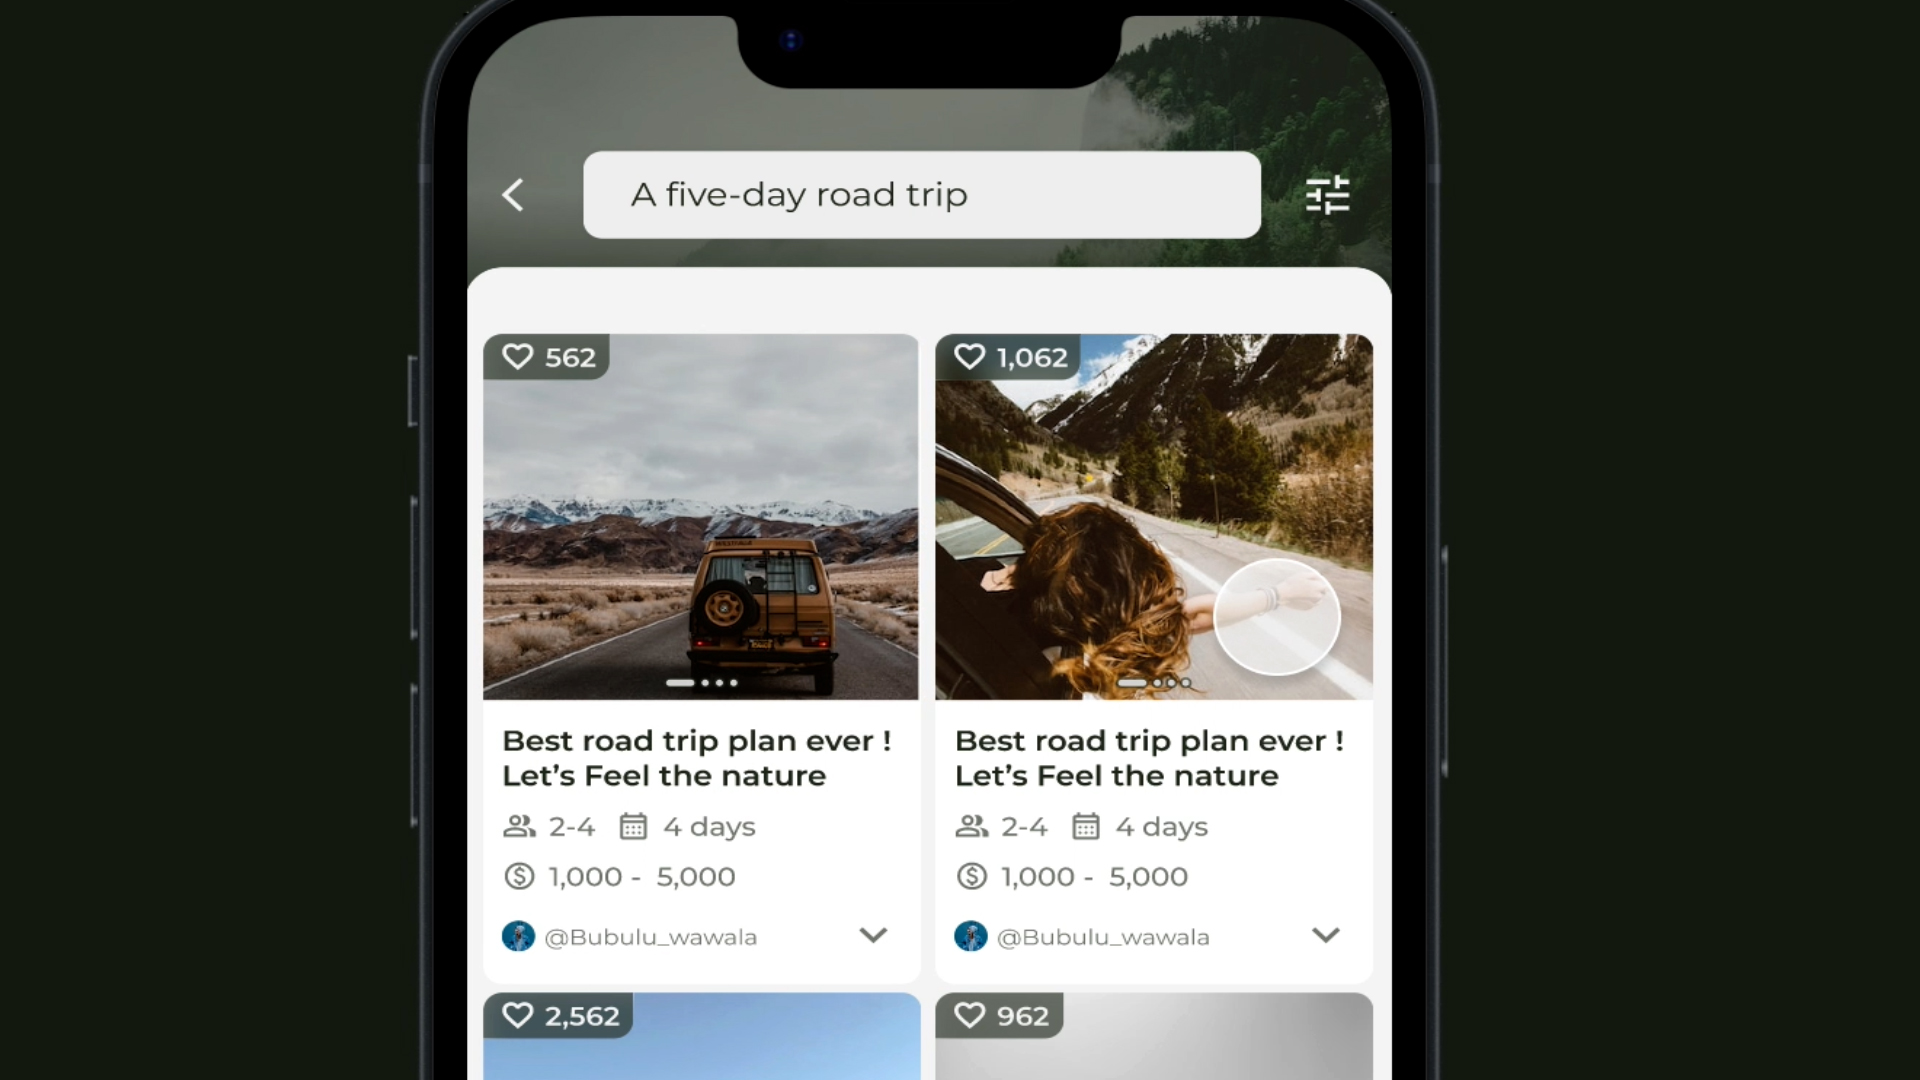 A five-day road trip
562
1,062
WESTFALIA
Best road trip plan ever !
Let’s Feel the nature
2-4 4 days
1,000 - 5,000
@Bubulu_wawala
Best road trip plan ever !
Let’s Feel the nature
2-4 4 days
1,000 - 5,000
@Bubulu_wawala
2,562
962